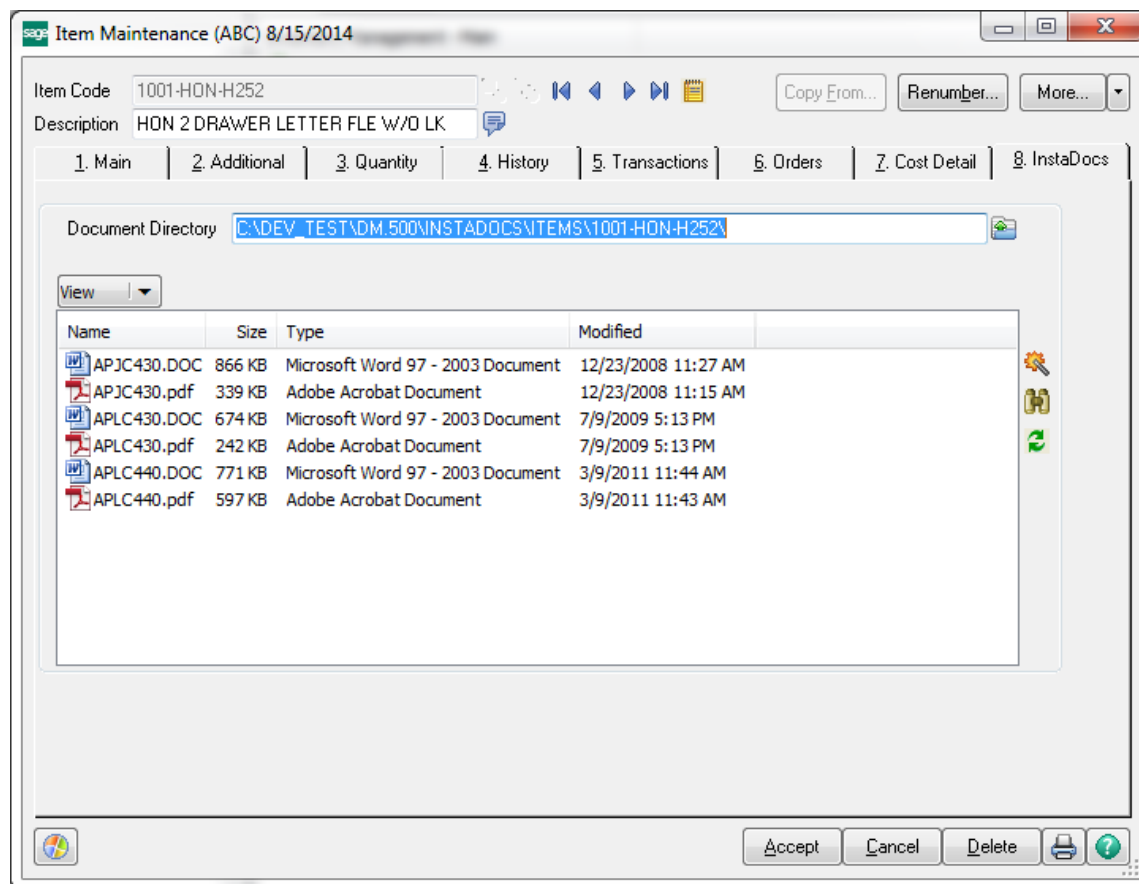 sage Item Maintenance (ABC) 8/15/2014
Item Code 1001-HON-H252 Copy From... Renumber... More...
Description HON 2 DRAWER LETTER FLE W/O LK
1. Main 2. Additional 3. Quantity 4. History 5. Transactions 6. Orders 7. Cost Detail 8. InstaDocs
Document Directory C:\DEV_TEST\DM.500\INSTADOCS\ITEMS\1001-HON-H252\
View
Name Size Type Modified
APJC430.DOC 866 KB Microsoft Word 97 - 2003 Document 12/23/2008 11:27 AM
APJC430.pdf 339 KB Adobe Acrobat Document 12/23/2008 11:15 AM
APLC430.DOC 674 KB Microsoft Word 97 - 2003 Document 7/9/2009 5:13 PM
APLC430.pdf 242 KB Adobe Acrobat Document 7/9/2009 5:13 PM
APLC440.DOC 771 KB Microsoft Word 97 - 2003 Document 3/9/2011 11:44 AM
APLC440.pdf 597 KB Adobe Acrobat Document 3/9/2011 11:43 AM
Accept Cancel Delete